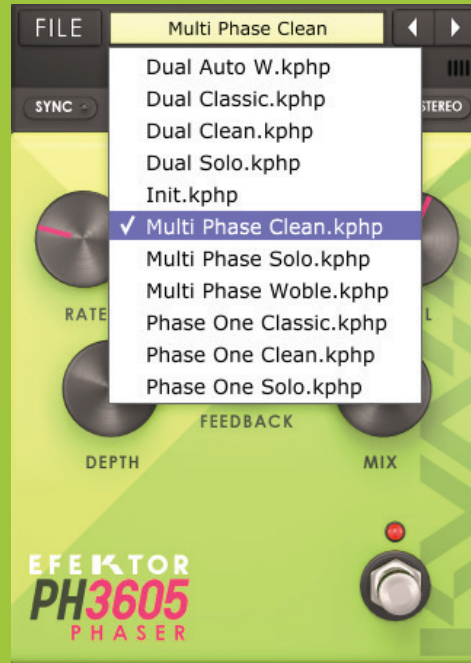 FILE
Multi Phase Clean
SYNC
STEREO
Dual Auto W.kphp
Dual Classic.kphp
Dual Clean.kphp
Dual Solo.kphp
Init.kphp
✓ Multi Phase Clean.kphp
Multi Phase Solo.kphp
Multi Phase Woble.kphp
Phase One Classic.kphp
Phase One Clean.kphp
Phase One Solo.kphp
RATE
L
FEEDBACK
DEPTH
MIX
EFEKTOR
PH3605
PHASER